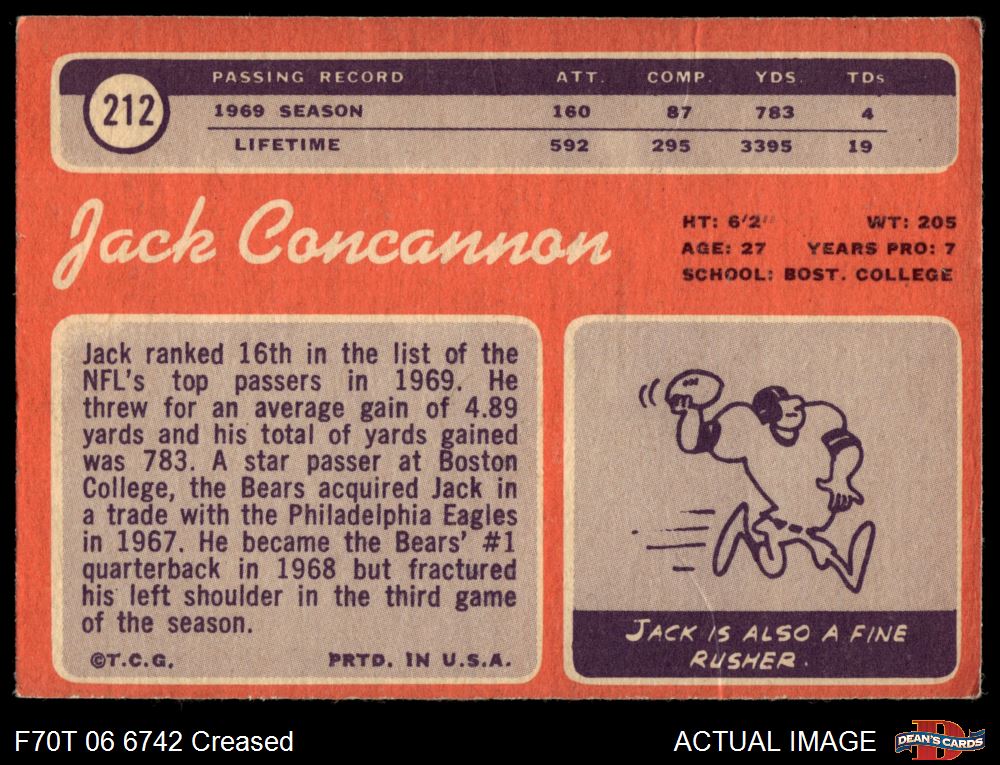 212
PASSING RECORD ATT. COMP. YDS. TDs
1969 SEASON 160 87 783 4
LIFETIME 592 295 3395 19
Jack Concannon
HT: 6'2" WT: 205
AGE: 27 YEARS PRO: 7
SCHOOL: BOST. COLLEGE
Jack ranked 16th in the list of the
NFL's top passers in 1969. He
threw for an average gain of 4.89
yards and his total of yards gained
was 783. A star passer at Boston
College, the Bears acquired Jack in
a trade with the Philadelphia Eagles
in 1967. He became the Bears' #1
quarterback in 1968 but fractured
his left shoulder in the third game
of the season.
©T.C.G. PRTD. IN U.S.A.
JACK IS ALSO A FINE
RUSHER.
F70T 06 6742 Creased
ACTUAL IMAGE
D
DEAN'S CARDS